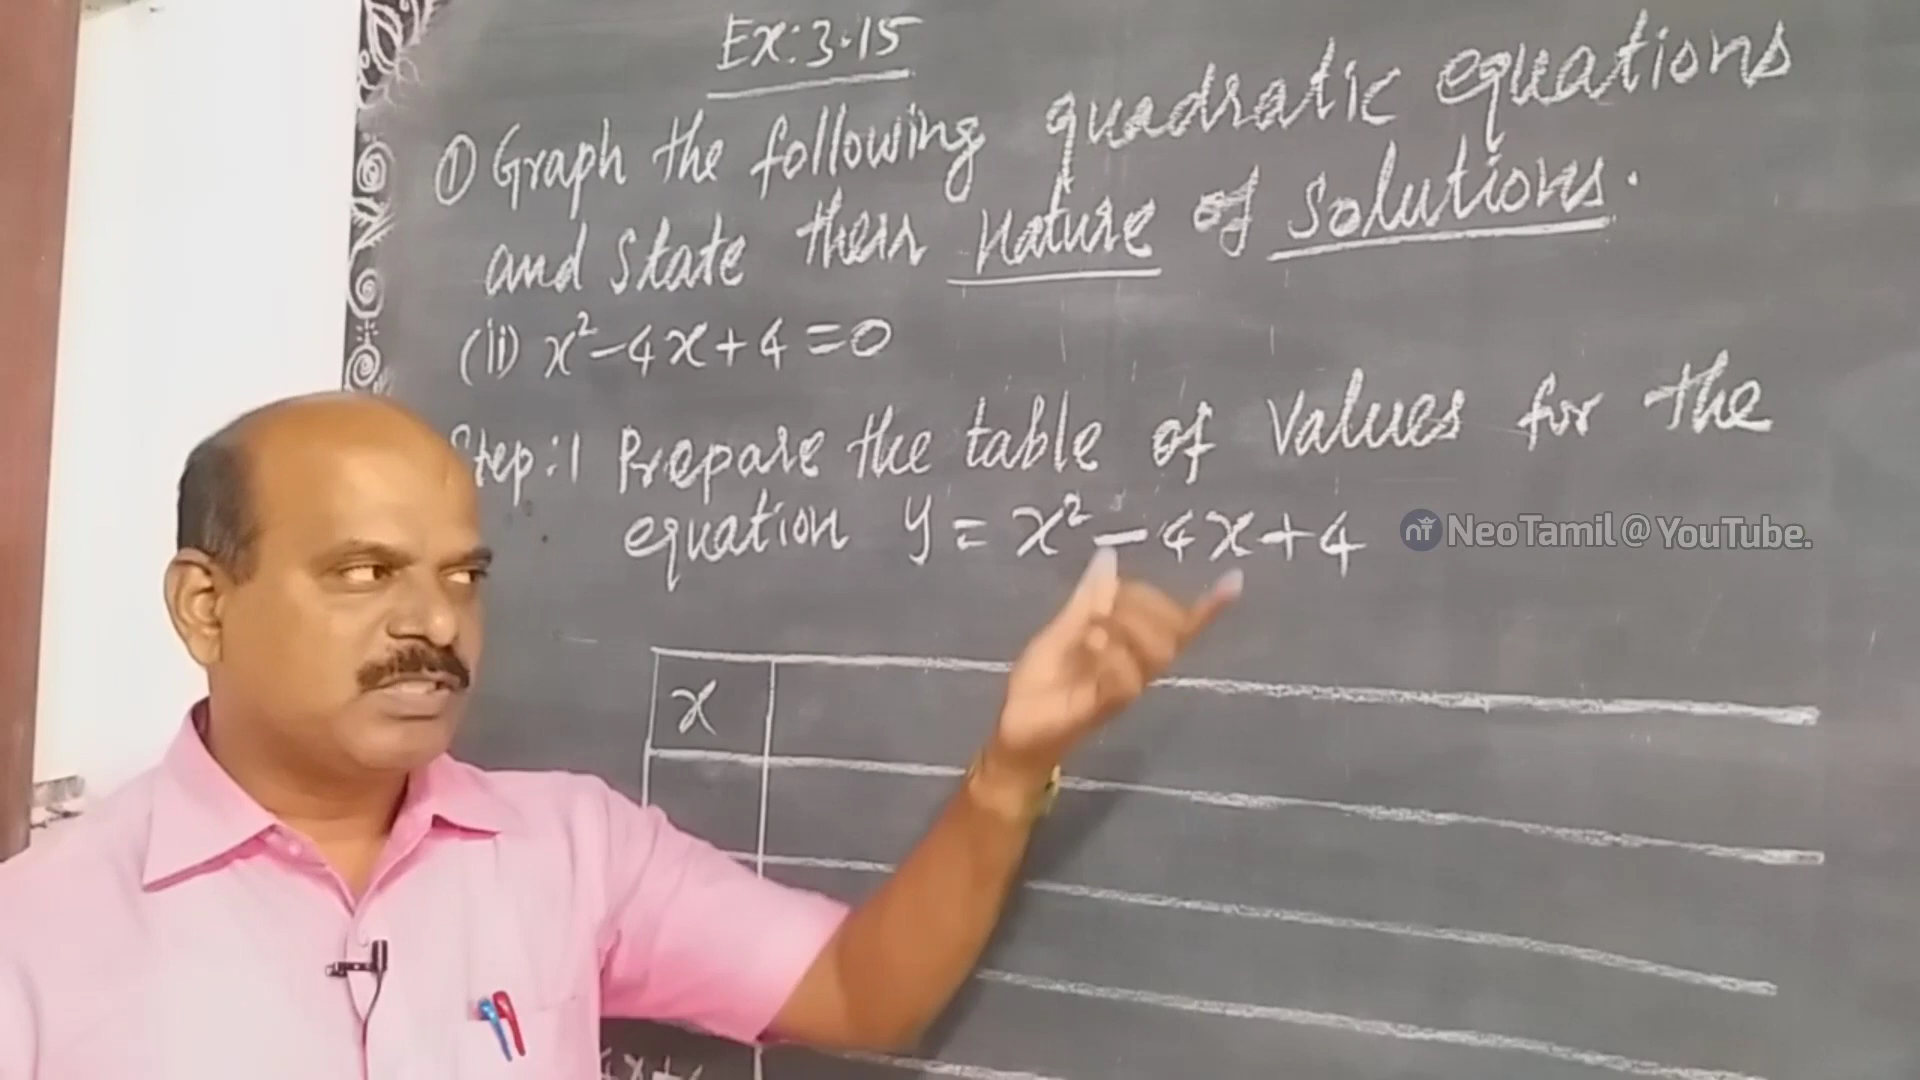 Ex: 3.15
① Graph the following quadratic equations
and State their Nature of Solutions.
(ii) x²-4x+4=0
Step:1 Prepare the table of Values for the
equation y = x² - 4x+4
NeoTamil @ YouTube.
x